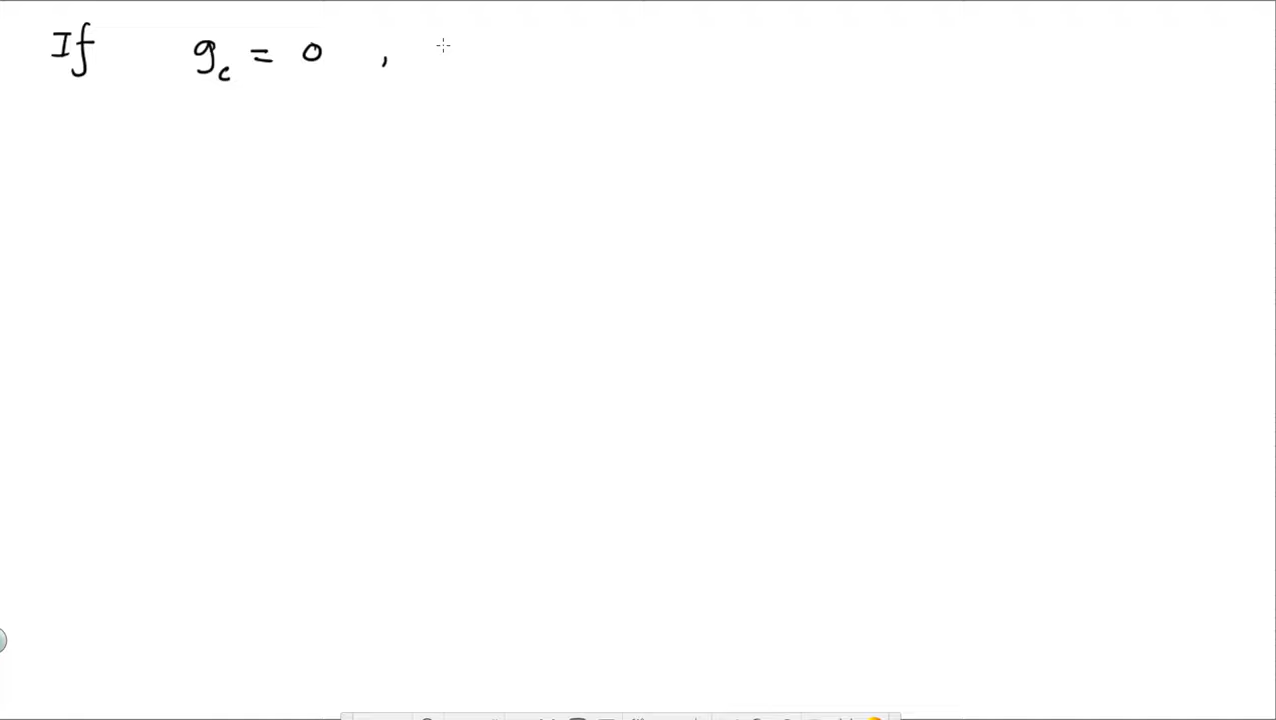 If g_c = 0 ,